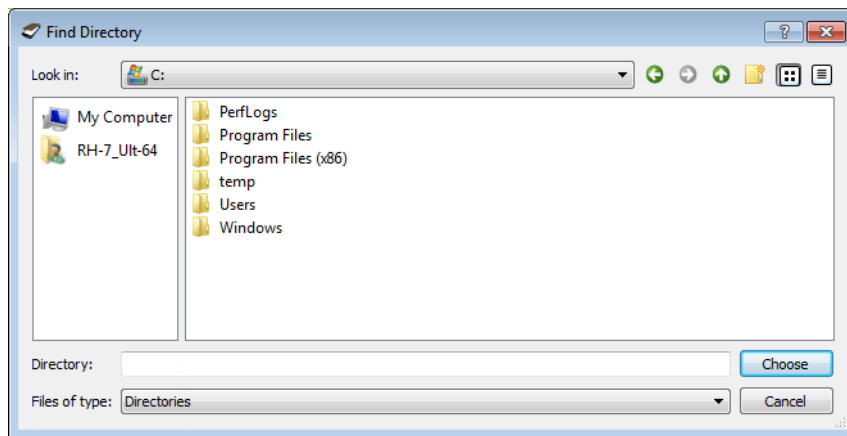 Find Directory
Look in: C:
My Computer
RH-7_Ult-64
PerfLogs
Program Files
Program Files (x86)
temp
Users
Windows
Directory: Choose
Files of type: Directories Cancel